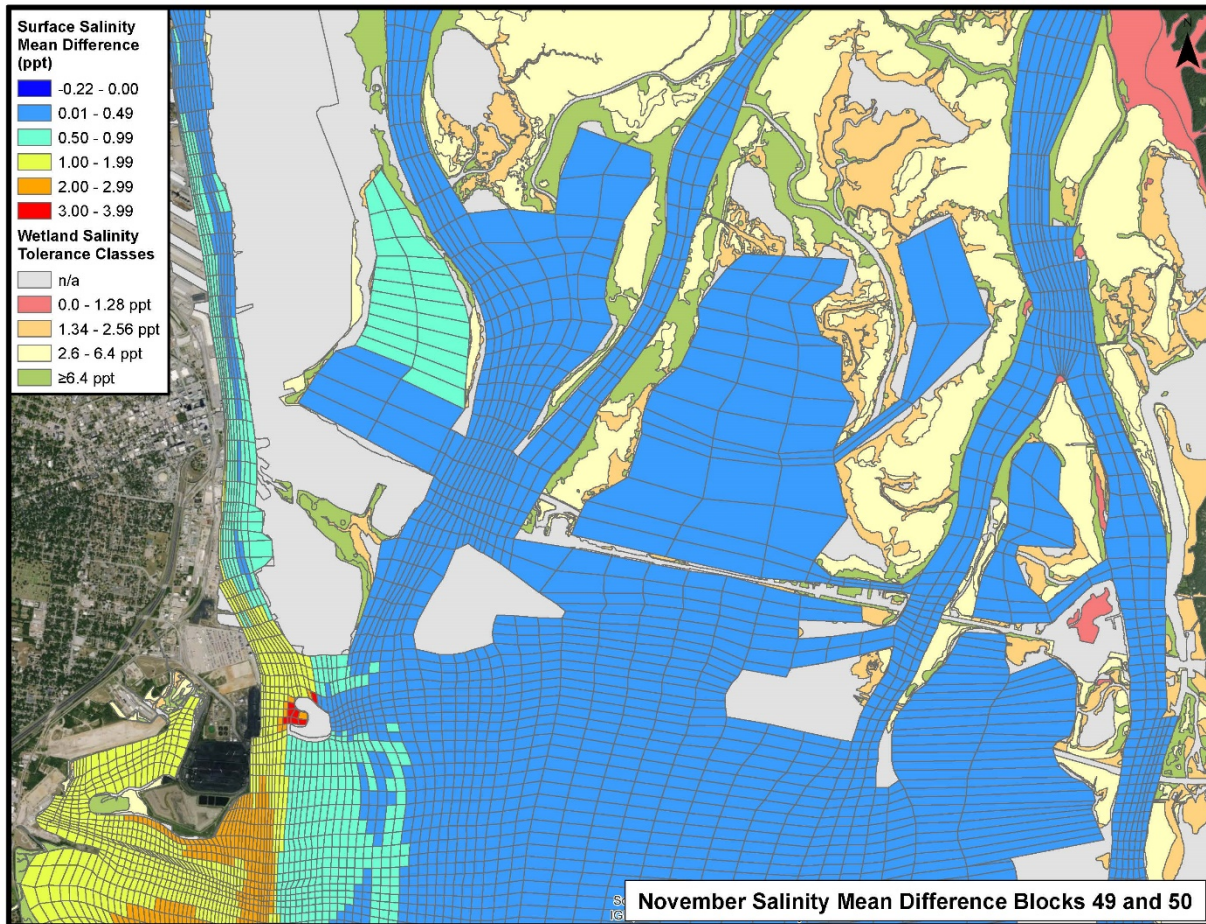 Surface Salinity
Mean Difference
(ppt)
-0.22 - 0.00
0.01 - 0.49
0.50 - 0.99
1.00 - 1.99
2.00 - 2.99
3.00 - 3.99
Wetland Salinity
Tolerance Classes
n/a
0.0 - 1.28 ppt
1.34 - 2.56 ppt
2.6 - 6.4 ppt
≥6.4 ppt
N
November Salinity Mean Difference Blocks 49 and 50